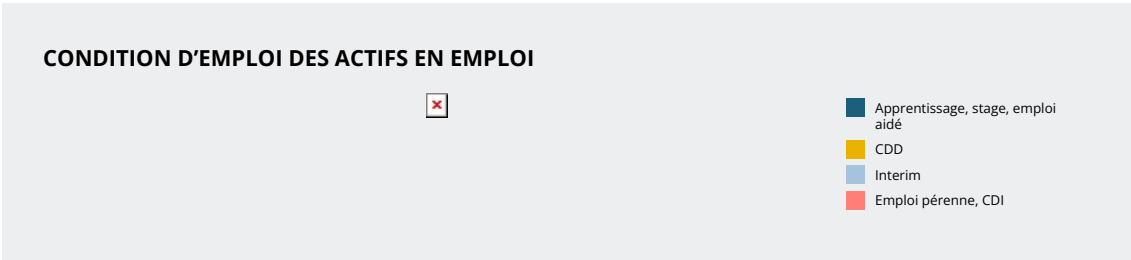 CONDITION D’EMPLOI DES ACTIFS EN EMPLOI
Apprentissage, stage, emploi
aidé
CDD
Interim
Emploi pérenne, CDI